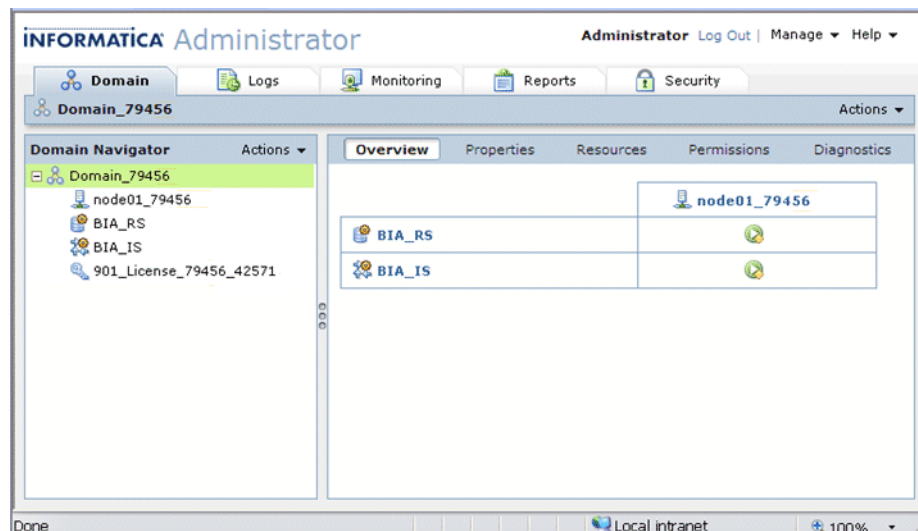 INFORMATICA Administrator
Administrator Log Out | Manage Help
Domain Logs Monitoring Reports Security
Domain_79456 Actions
Domain Navigator Actions
Overview Properties Resources Permissions Diagnostics
Domain_79456
node01_79456
BIA_RS
BIA_IS
901_License_79456_42571
node01_79456
BIA_RS
BIA_IS
Done Local intranet 100%